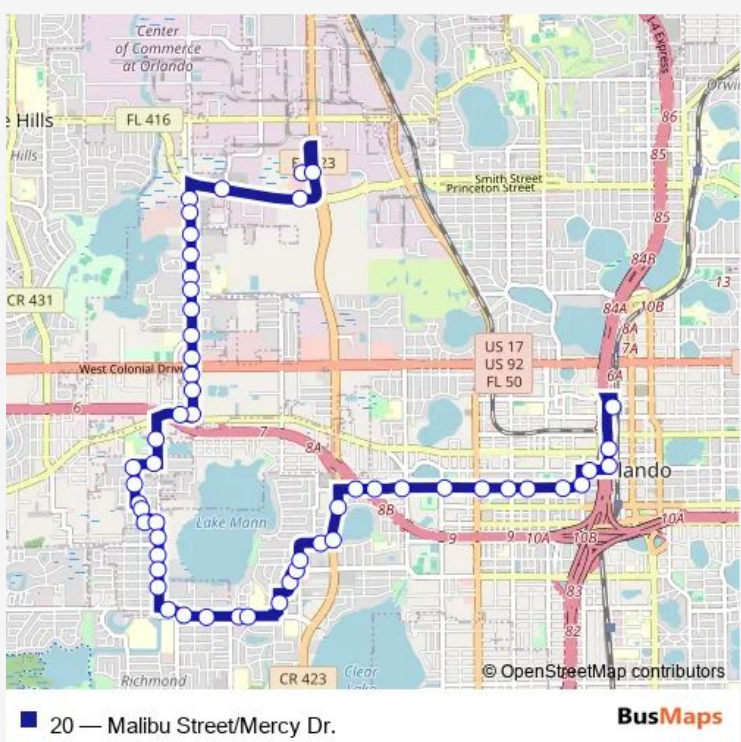 Center
of Commerce
at Orlando
I-4 Express
Orwi
e Hills
FL 416
86
Hills
85
Smith Street
Princeton Street
85
84B
13
CR 431
84A
10B
8A
7A
US 17
US 92
FL 50
West Colonial Drive
6A
6
7
8A
lando
8B
Lake Mann
10A
9
9
10A
10B
83
82
CR 423
Clear
Lake
Richmond
© OpenStreetMap contributors
20 — Malibu Street/Mercy Dr.
BusMaps